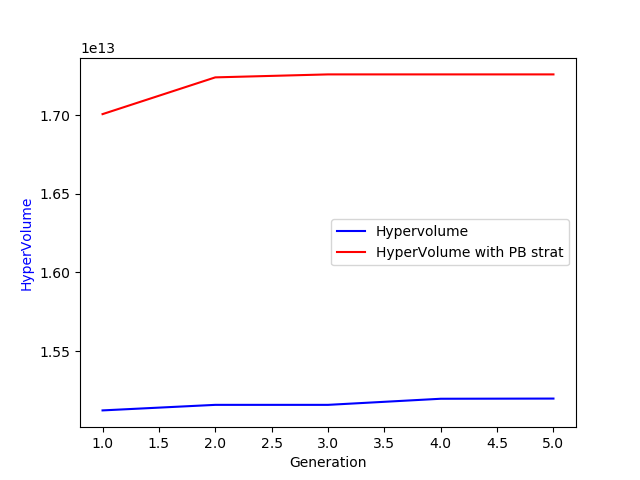 1e13
1.70
1.65
1.60
1.55
HyperVolume
Hypervolume
HyperVolume with PB strat
1.0 1.5 2.0 2.5 3.0 3.5 4.0 4.5 5.0
Generation